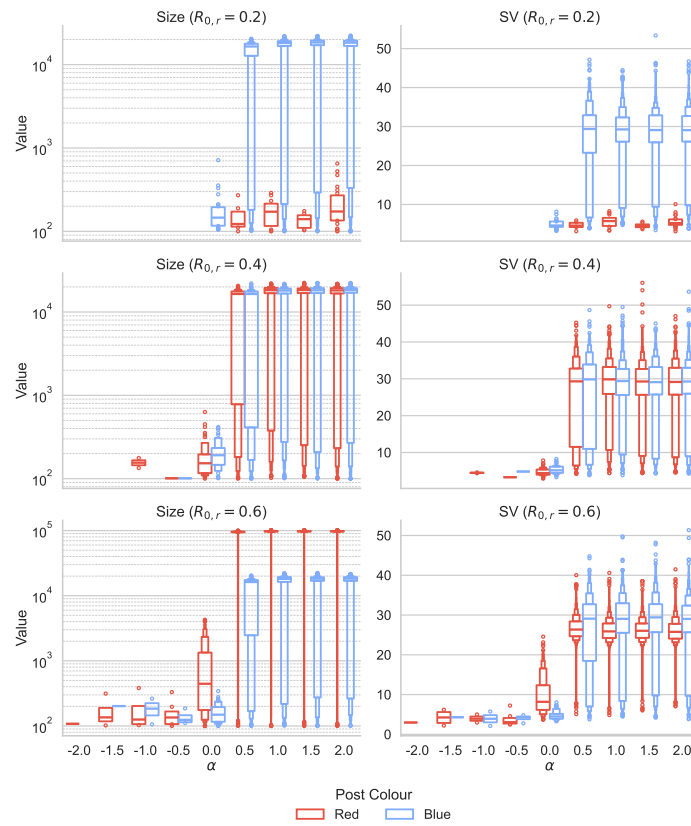 Size (R0, r = 0.2)
SV (R0, r = 0.2)
Value
10^4
10^3
10^2
50
40
30
20
10
Size (R0, r = 0.4)
SV (R0, r = 0.4)
Value
10^4
10^3
10^2
50
40
30
20
10
Size (R0, r = 0.6)
SV (R0, r = 0.6)
Value
10^5
10^4
10^3
10^2
50
40
30
20
10
0
-2.0 -1.5 -1.0 -0.5 0.0 0.5 1.0 1.5 2.0
-2.0 -1.5 -1.0 -0.5 0.0 0.5 1.0 1.5 2.0
α
α
Post Colour
Red Blue